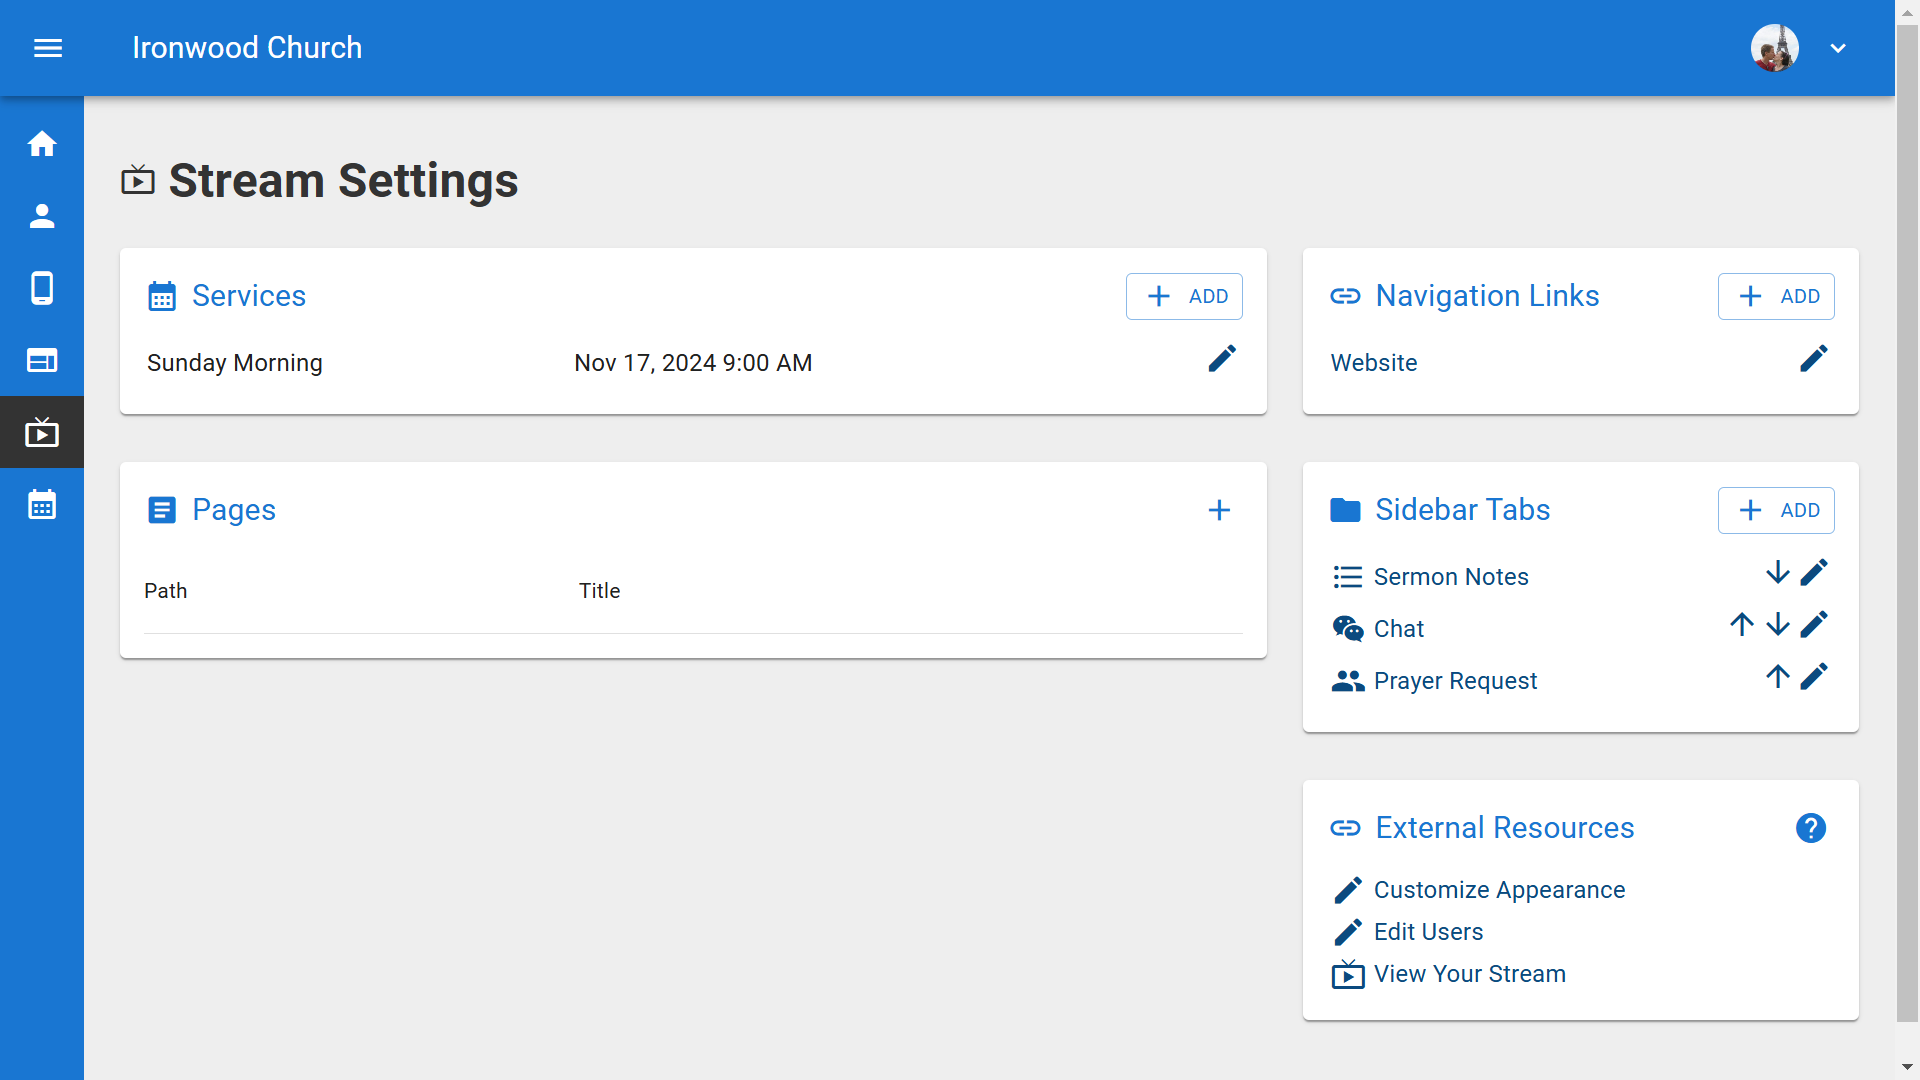 Ironwood Church
Stream Settings
Services
ADD
Sunday Morning
Nov 17, 2024 9:00 AM
Pages
Path
Title
Navigation Links
ADD
Website
Sidebar Tabs
ADD
Sermon Notes
Chat
Prayer Request
External Resources
Customize Appearance
Edit Users
View Your Stream